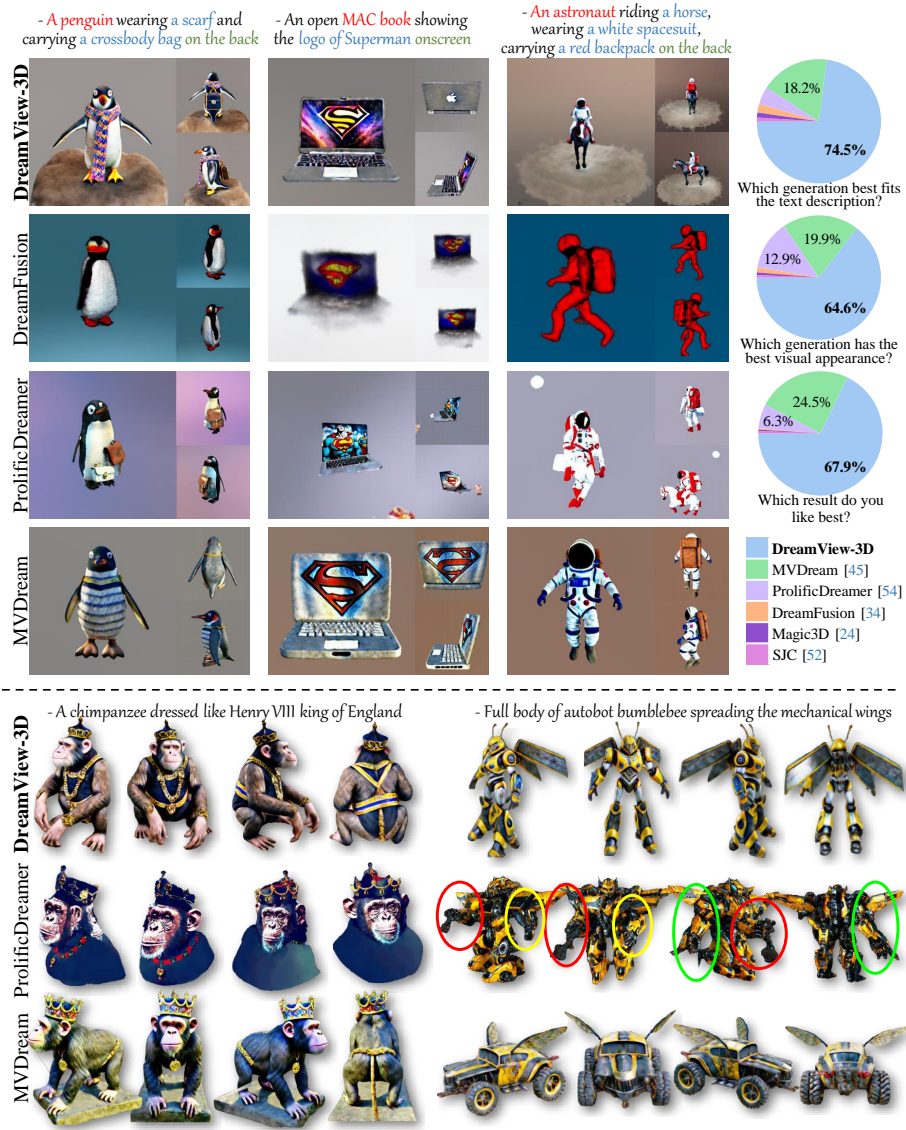 - A penguin wearing a scarf and
carrying a crossbody bag on the back
- An open MAC book showing
the logo of Superman onscreen
- An astronaut riding a horse,
wearing a white spacesuit,
carrying a red backpack on the back
DreamView-3D
18.2%
74.5%
Which generation best fits
the text description?
DreamFusion
19.9%
12.9%
64.6%
Which generation has the
best visual appearance?
ProlificDreamer
24.5%
6.3%
67.9%
Which result do you
like best?
MVDream
DreamView-3D
MVDream [45]
ProlificDreamer [54]
DreamFusion [34]
Magic3D [24]
SJC [52]
- A chimpanzee dressed like Henry VIII king of England
- Full body of autobot bumblebee spreading the mechanical wings
DreamView-3D
ProlificDreamer
MVDream